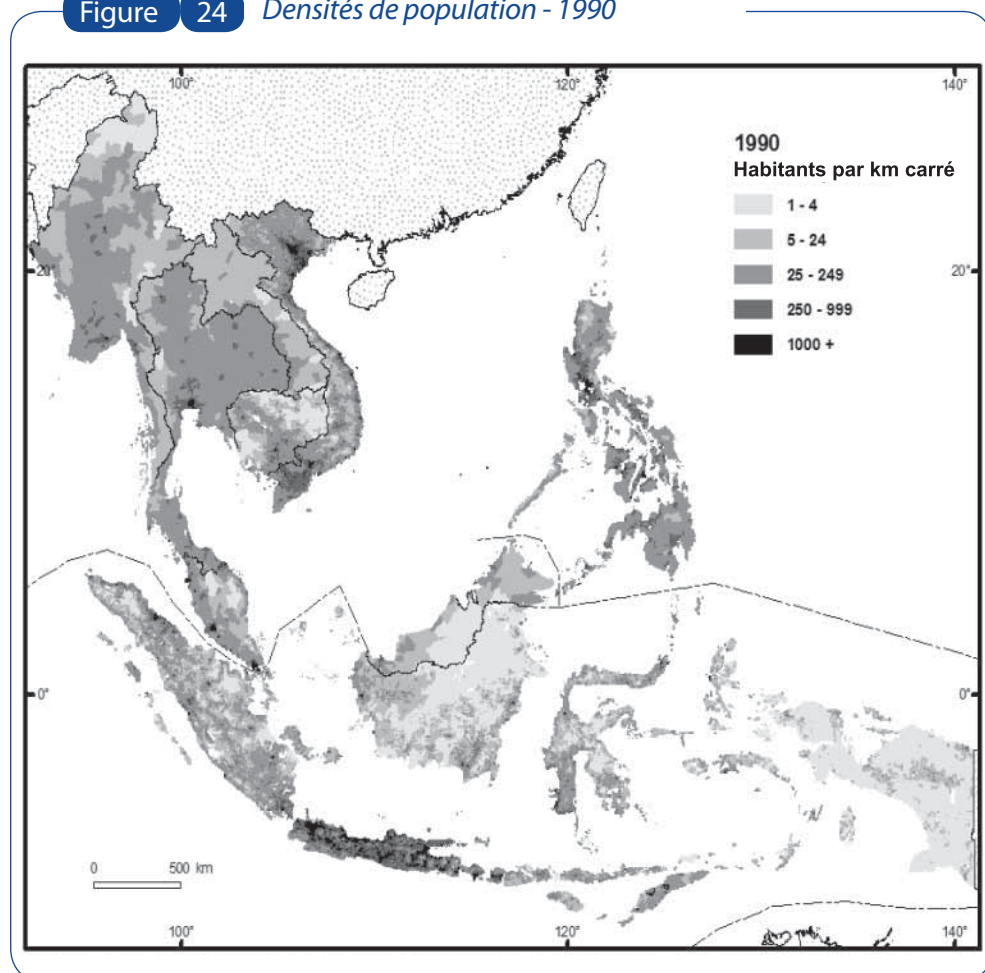 Figure 24 Densités de population - 1990
100° 120° 140°
1990
Habitants par km carré
1 - 4
5 - 24
25 - 249
250 - 999
1000 +
20° 20°
0° 0°
0 500 km
100° 120° 140°